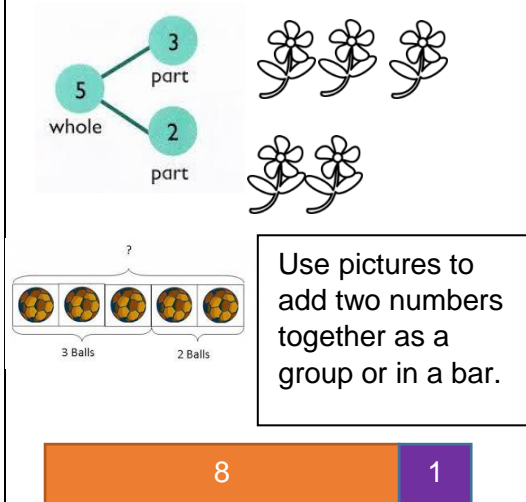 3
part
5
whole
2
part
?
3 Balls
2 Balls
Use pictures to
add two numbers
together as a
group or in a bar.
8
1